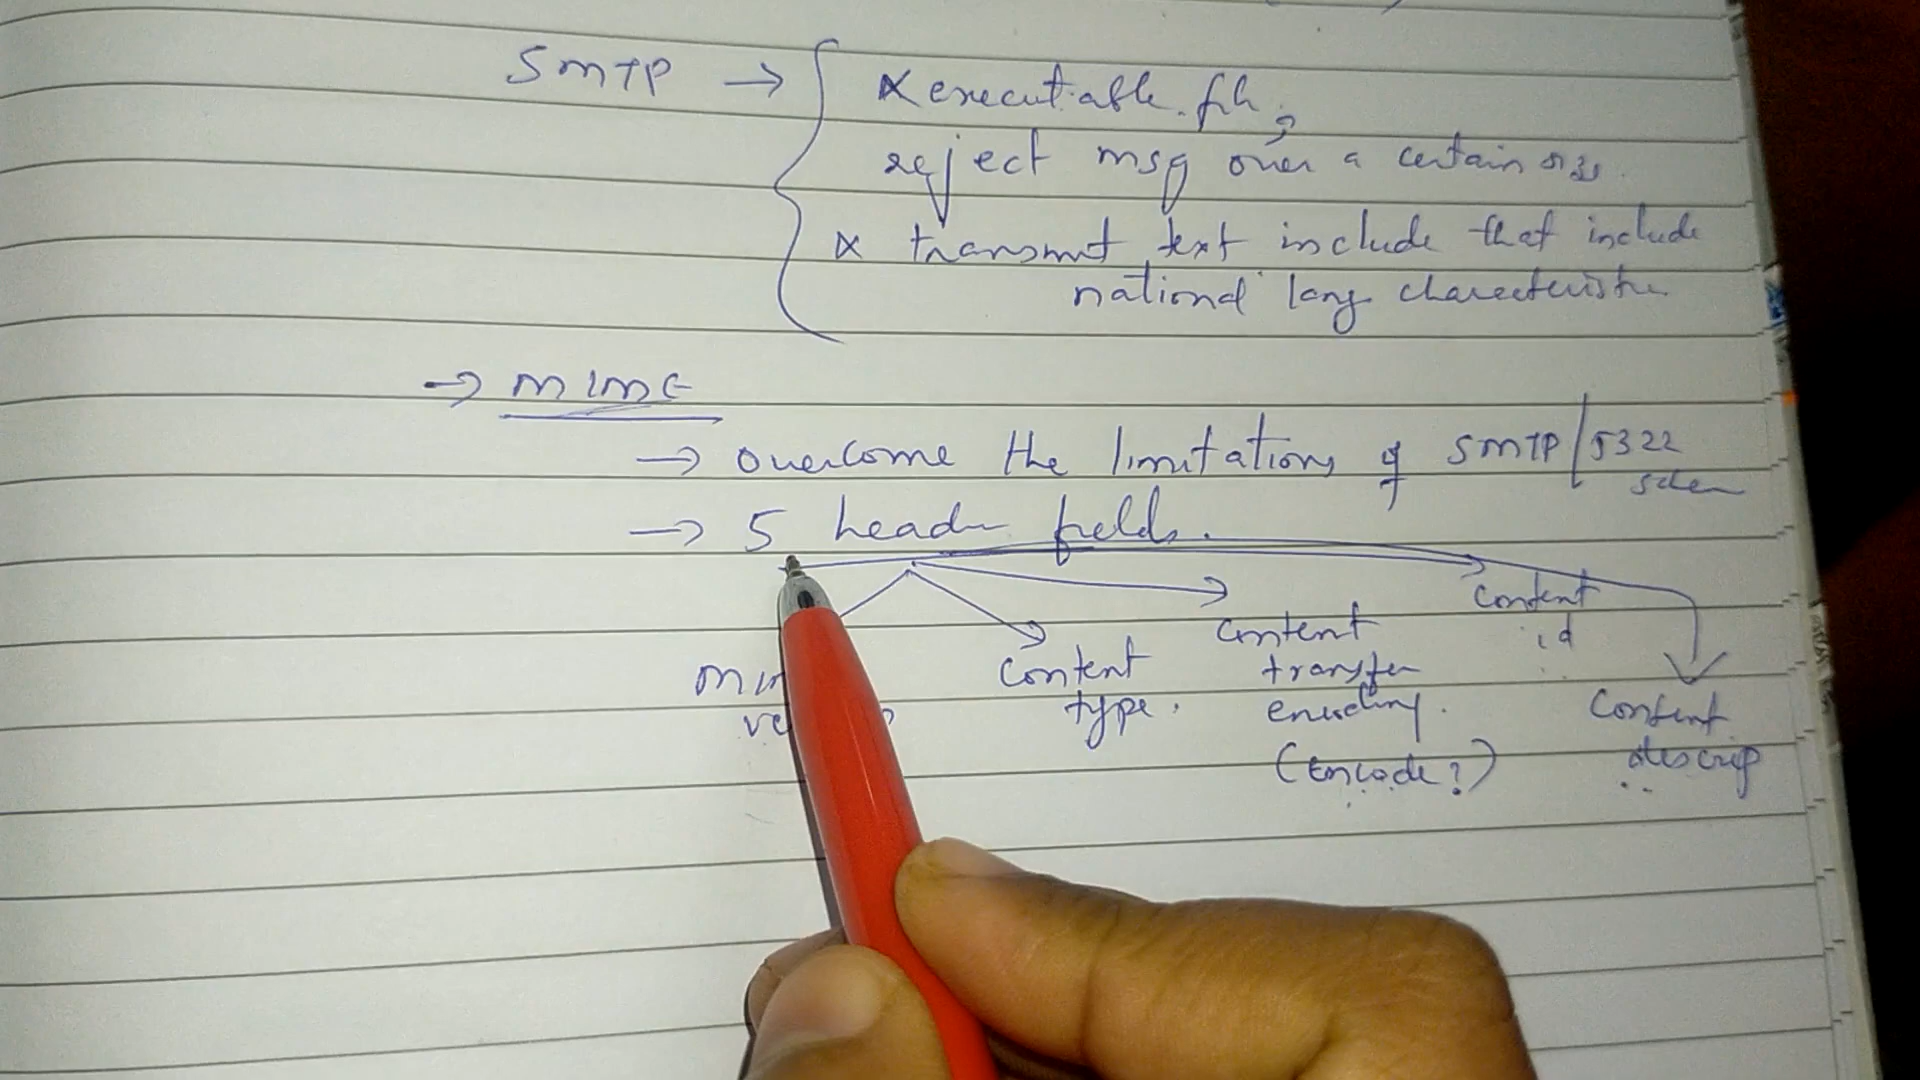 SMTP → × executable file,
reject msg over a certain size.
× transmit text include that include
national lang. charecteristic
→ MIME
→ overcome the limitations of SMTP/5322
→ 5 header fields.
Content
id
Content
transfer
encoding.
(Encode?)
Content
type.
Content
descrip